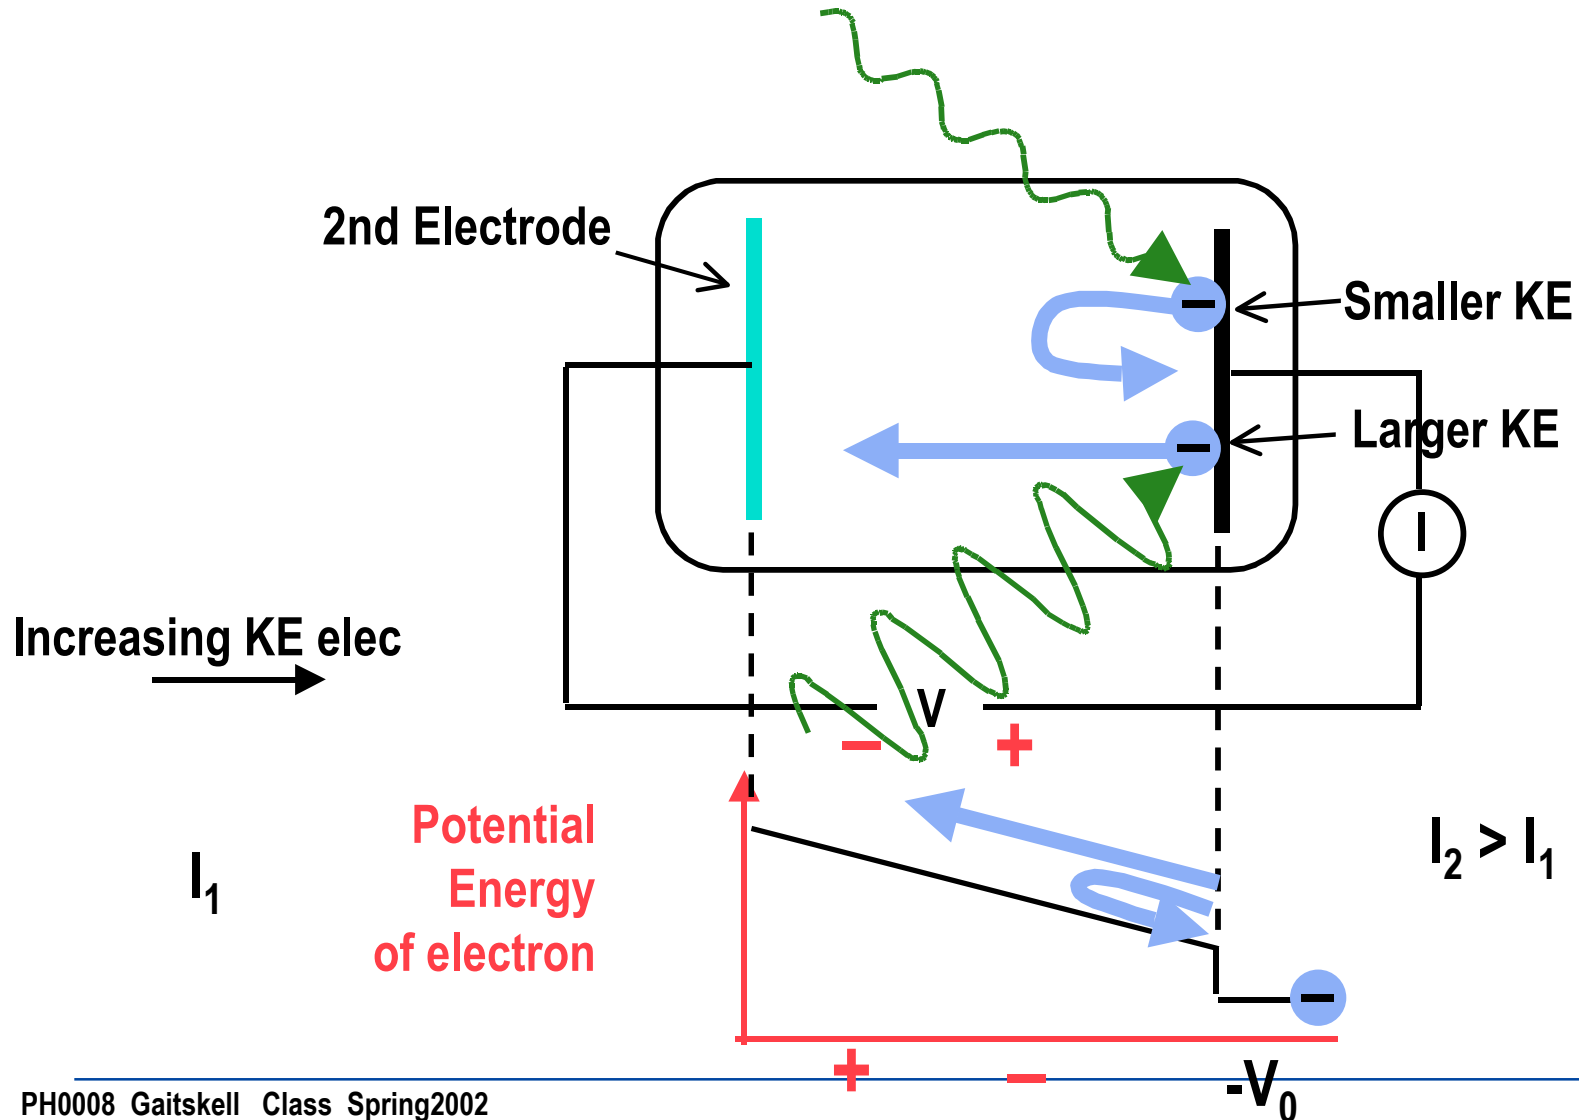 2nd Electrode
Smaller KE
Larger KE
I
Increasing KE elec
V
− +
Potential
Energy
of electron
I₁
I₂ > I₁
+ −
-V₀
PH0008 Gaitskell Class Spring2002